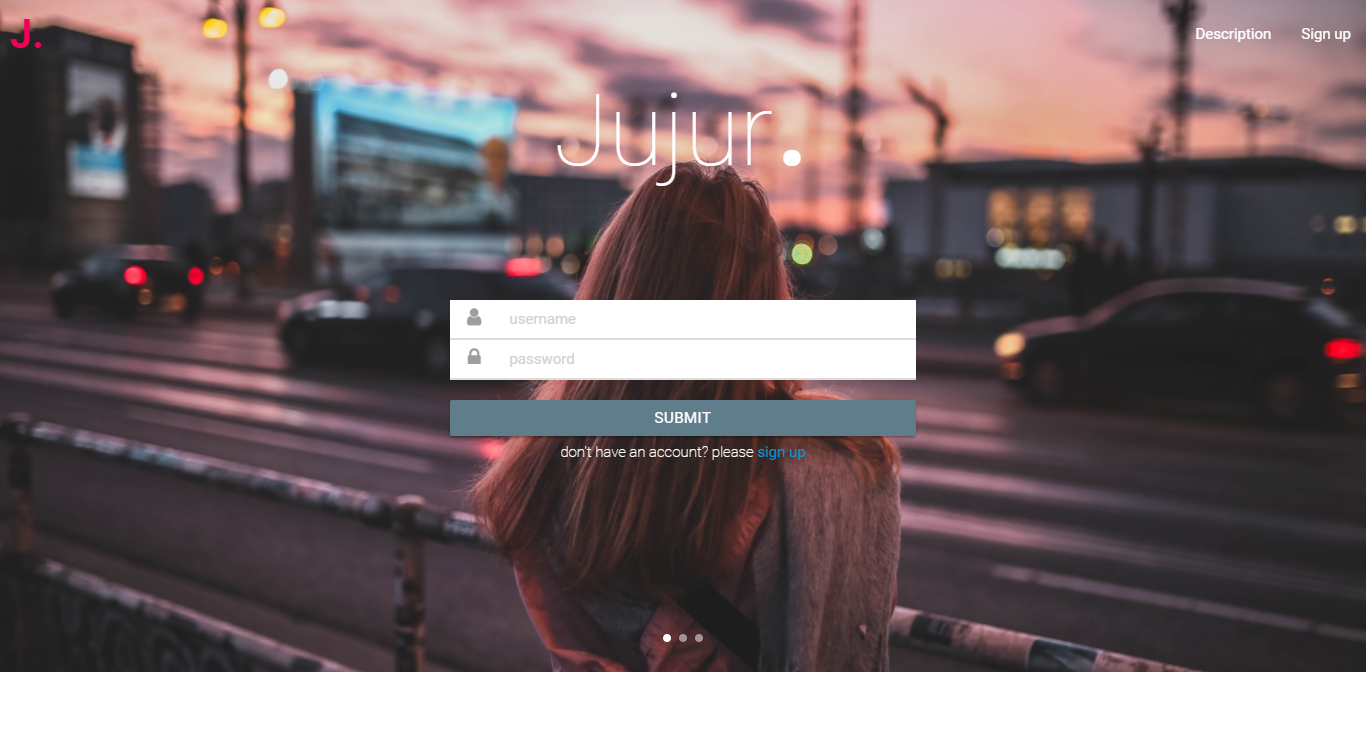 J.
Description
Sign up
Jujur.
username
password
SUBMIT
don't have an account? please sign up.